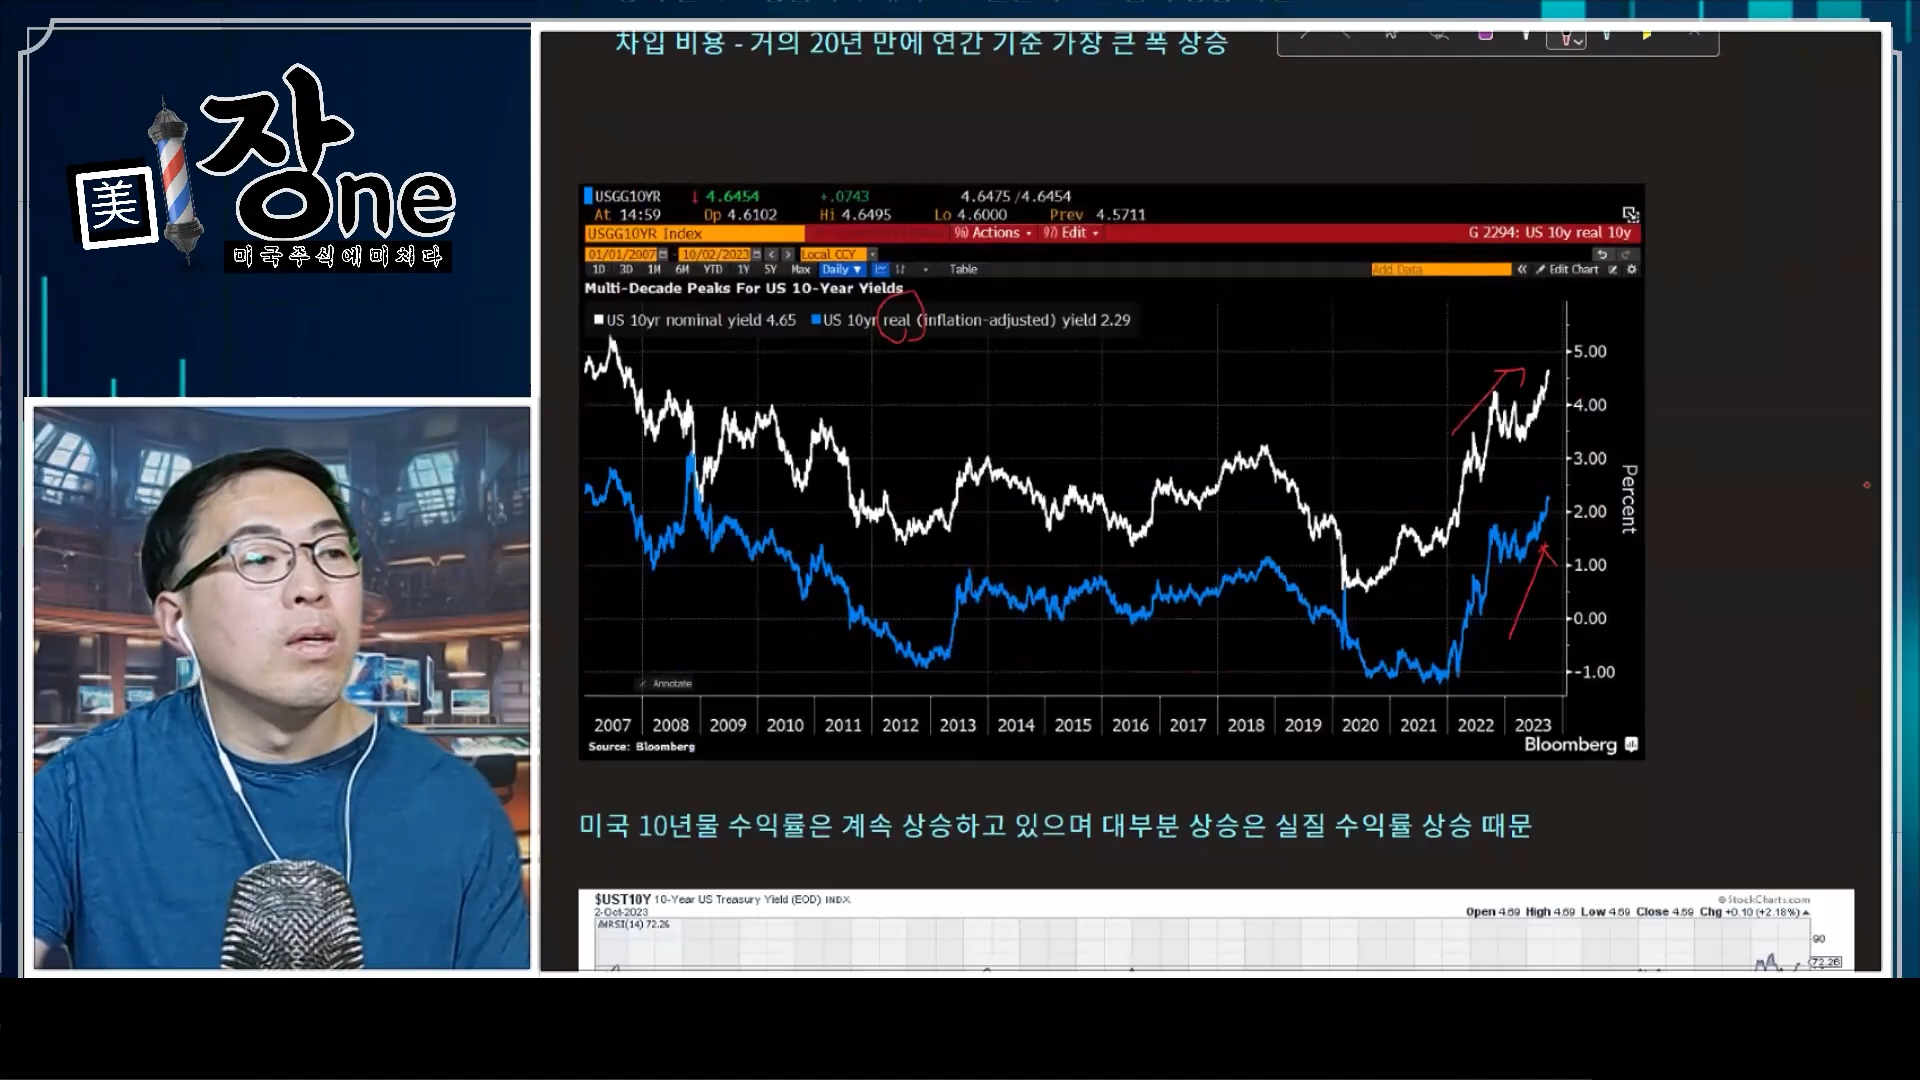 차입 비용 - 거의 20년 만에 연간 기준 가장 큰 폭 상승
장one
美
미국주식에미치다
USGG10YR ↓ 4.6454 +.0743 4.6475 /4.6454
At 14:59 Op 4.6102 Hi 4.6495 Lo 4.6000 Prev 4.5711
USGG10YR Index 96) Actions 97) Edit G 2294: US 10y real 10y
01/01/2007 - 10/02/2023 Local CCY
1D 3D 1M 6M YTD 1Y 5Y Max Daily ▼ Table Add Data « Edit Chart
Multi-Decade Peaks For US 10-Year Yields
US 10yr nominal yield 4.65 US 10yr real (inflation-adjusted) yield 2.29
5.00
4.00
3.00
2.00
1.00
0.00
-1.00
Percent
Annotate
2007 2008 2009 2010 2011 2012 2013 2014 2015 2016 2017 2018 2019 2020 2021 2022 2023
Source: Bloomberg
Bloomberg
미국 10년물 수익률은 계속 상승하고 있으며 대부분 상승은 실질 수익률 상승 때문
$UST10Y 10-Year US Treasury Yield (EOD) INDX
© StockCharts.com
2-Oct-2023
Open 4.69 High 4.69 Low 4.69 Close 4.69 Chg +0.10 (+2.18%)▲
RSI(14) 72.26
90
72.26